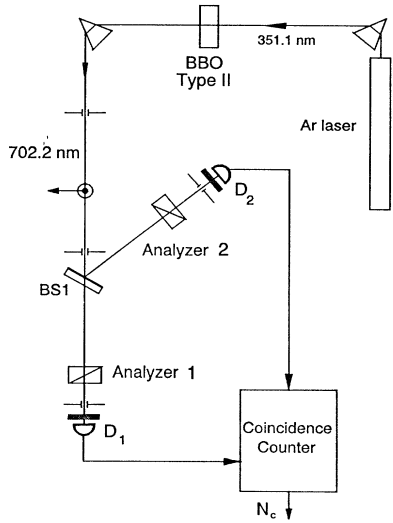 351.1 nm
BBO
Type II
Ar laser
702.2 nm
D2
Analyzer 2
BS1
Analyzer 1
D1
Coincidence
Counter
Nc